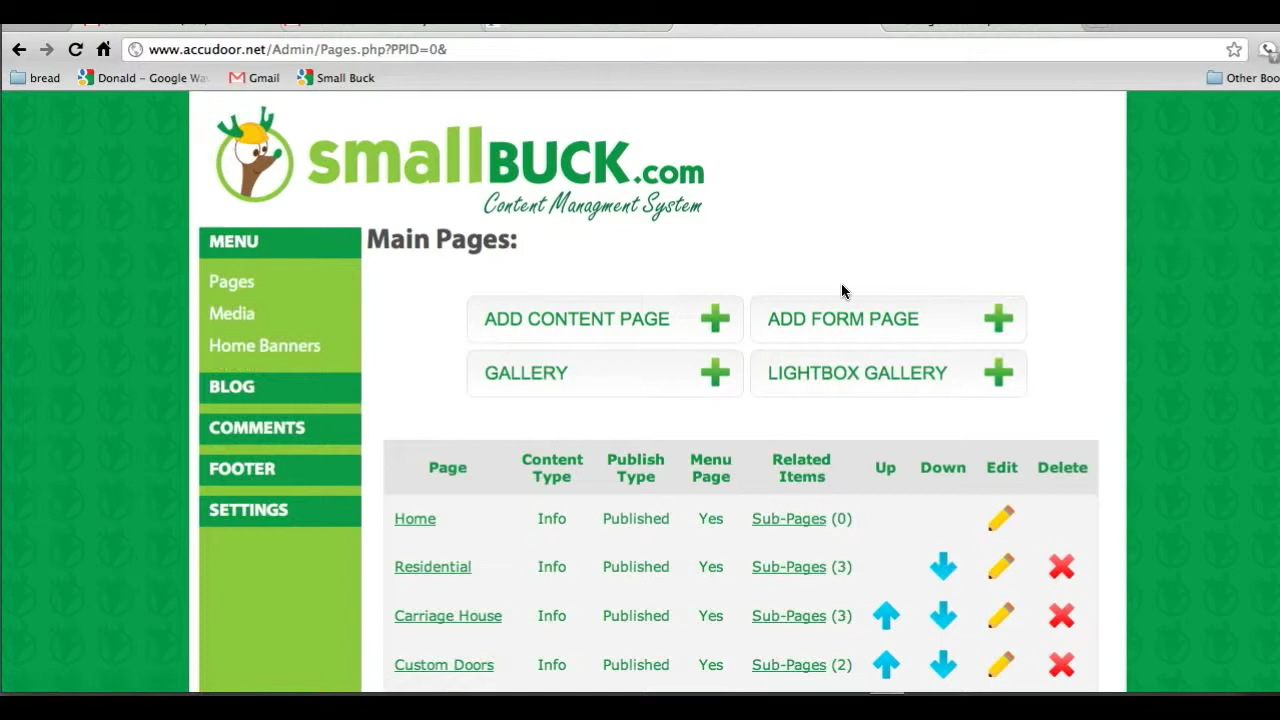 www.accudoor.net/Admin/Pages.php?PPID=0&
bread Donald – Google Wa Gmail Small Buck Other Boo
smallBUCK.com
Content Managment System
MENU
Pages
Media
Home Banners
BLOG
COMMENTS
FOOTER
SETTINGS
Main Pages:
ADD CONTENT PAGE ADD FORM PAGE
GALLERY LIGHTBOX GALLERY
Page Content Type Publish Type Menu Page Related Items Up Down Edit Delete
Home Info Published Yes Sub-Pages (0)
Residential Info Published Yes Sub-Pages (3)
Carriage House Info Published Yes Sub-Pages (3)
Custom Doors Info Published Yes Sub-Pages (2)